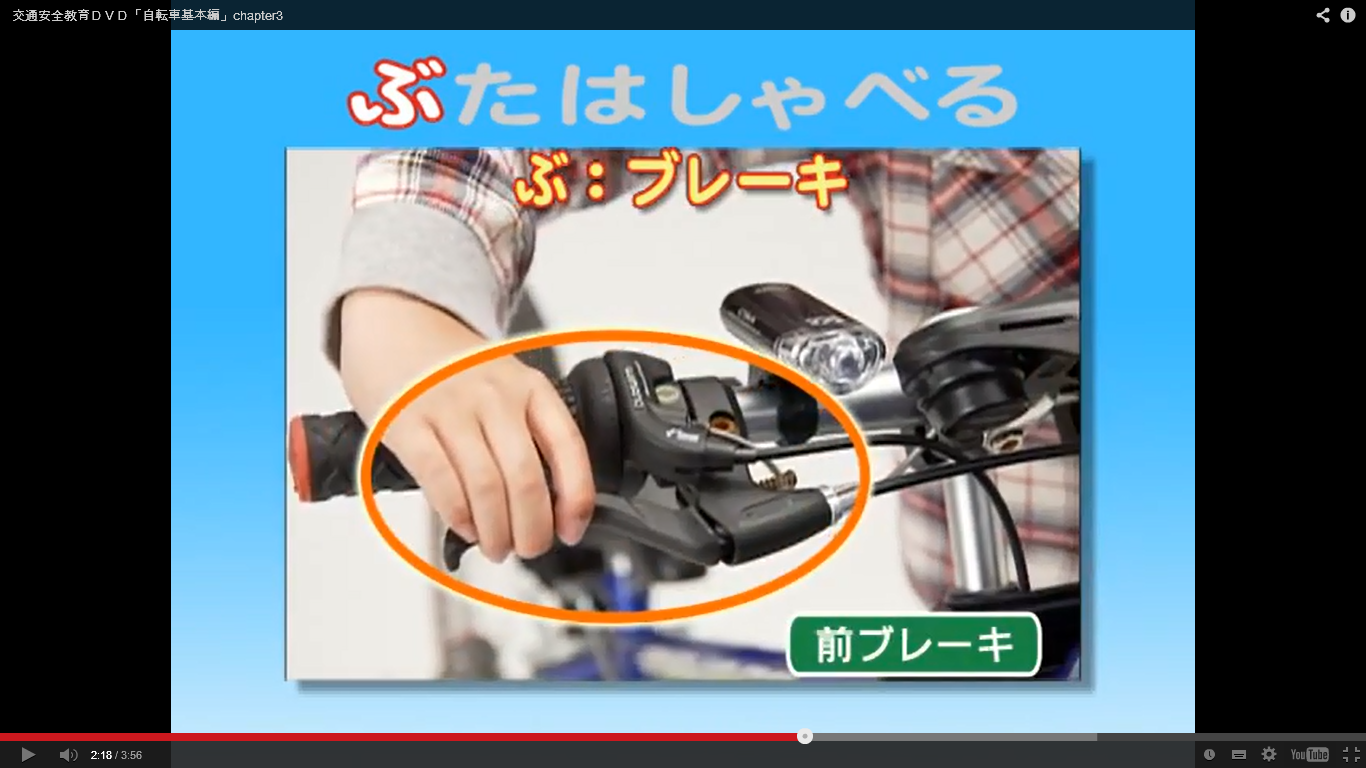 交通安全教育ＤＶＤ「自転車基本編」chapter3
ぶたはしゃべる
ぶ：ブレーキ
前ブレーキ
2:18 / 3:56
YouTube